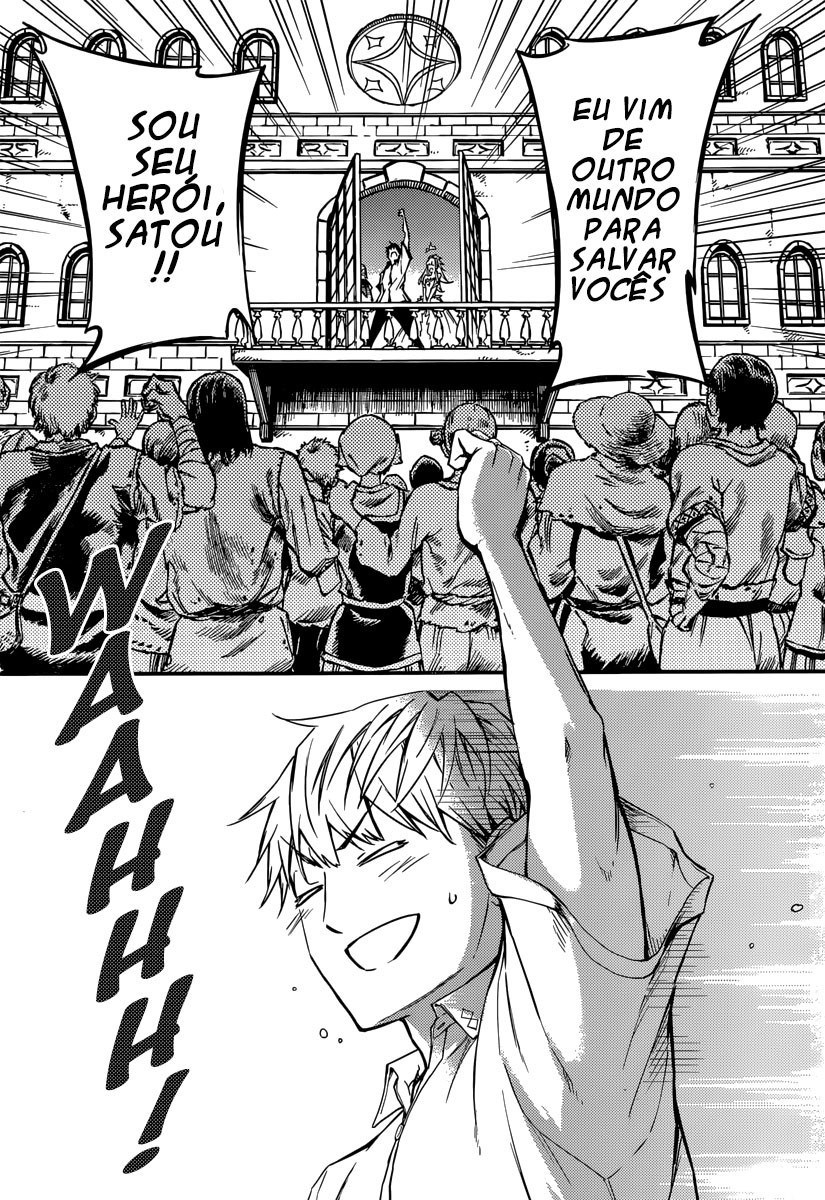 EU VIM
DE
OUTRO
MUNDO
PARA
SALVAR
VOCÊS
SOU
SEU
HERÓI,
SATOU
!!
WAAHHH!